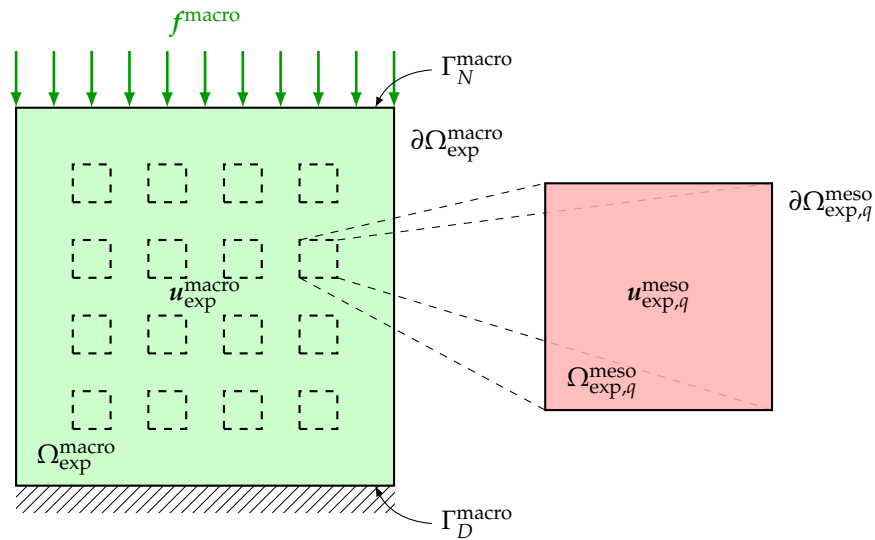 f^macro
Γ_N^macro
∂Ω_exp^macro
∂Ω_exp,q^meso
u_exp^macro
u_exp,q^meso
Ω_exp,q^meso
Ω_exp^macro
Γ_D^macro